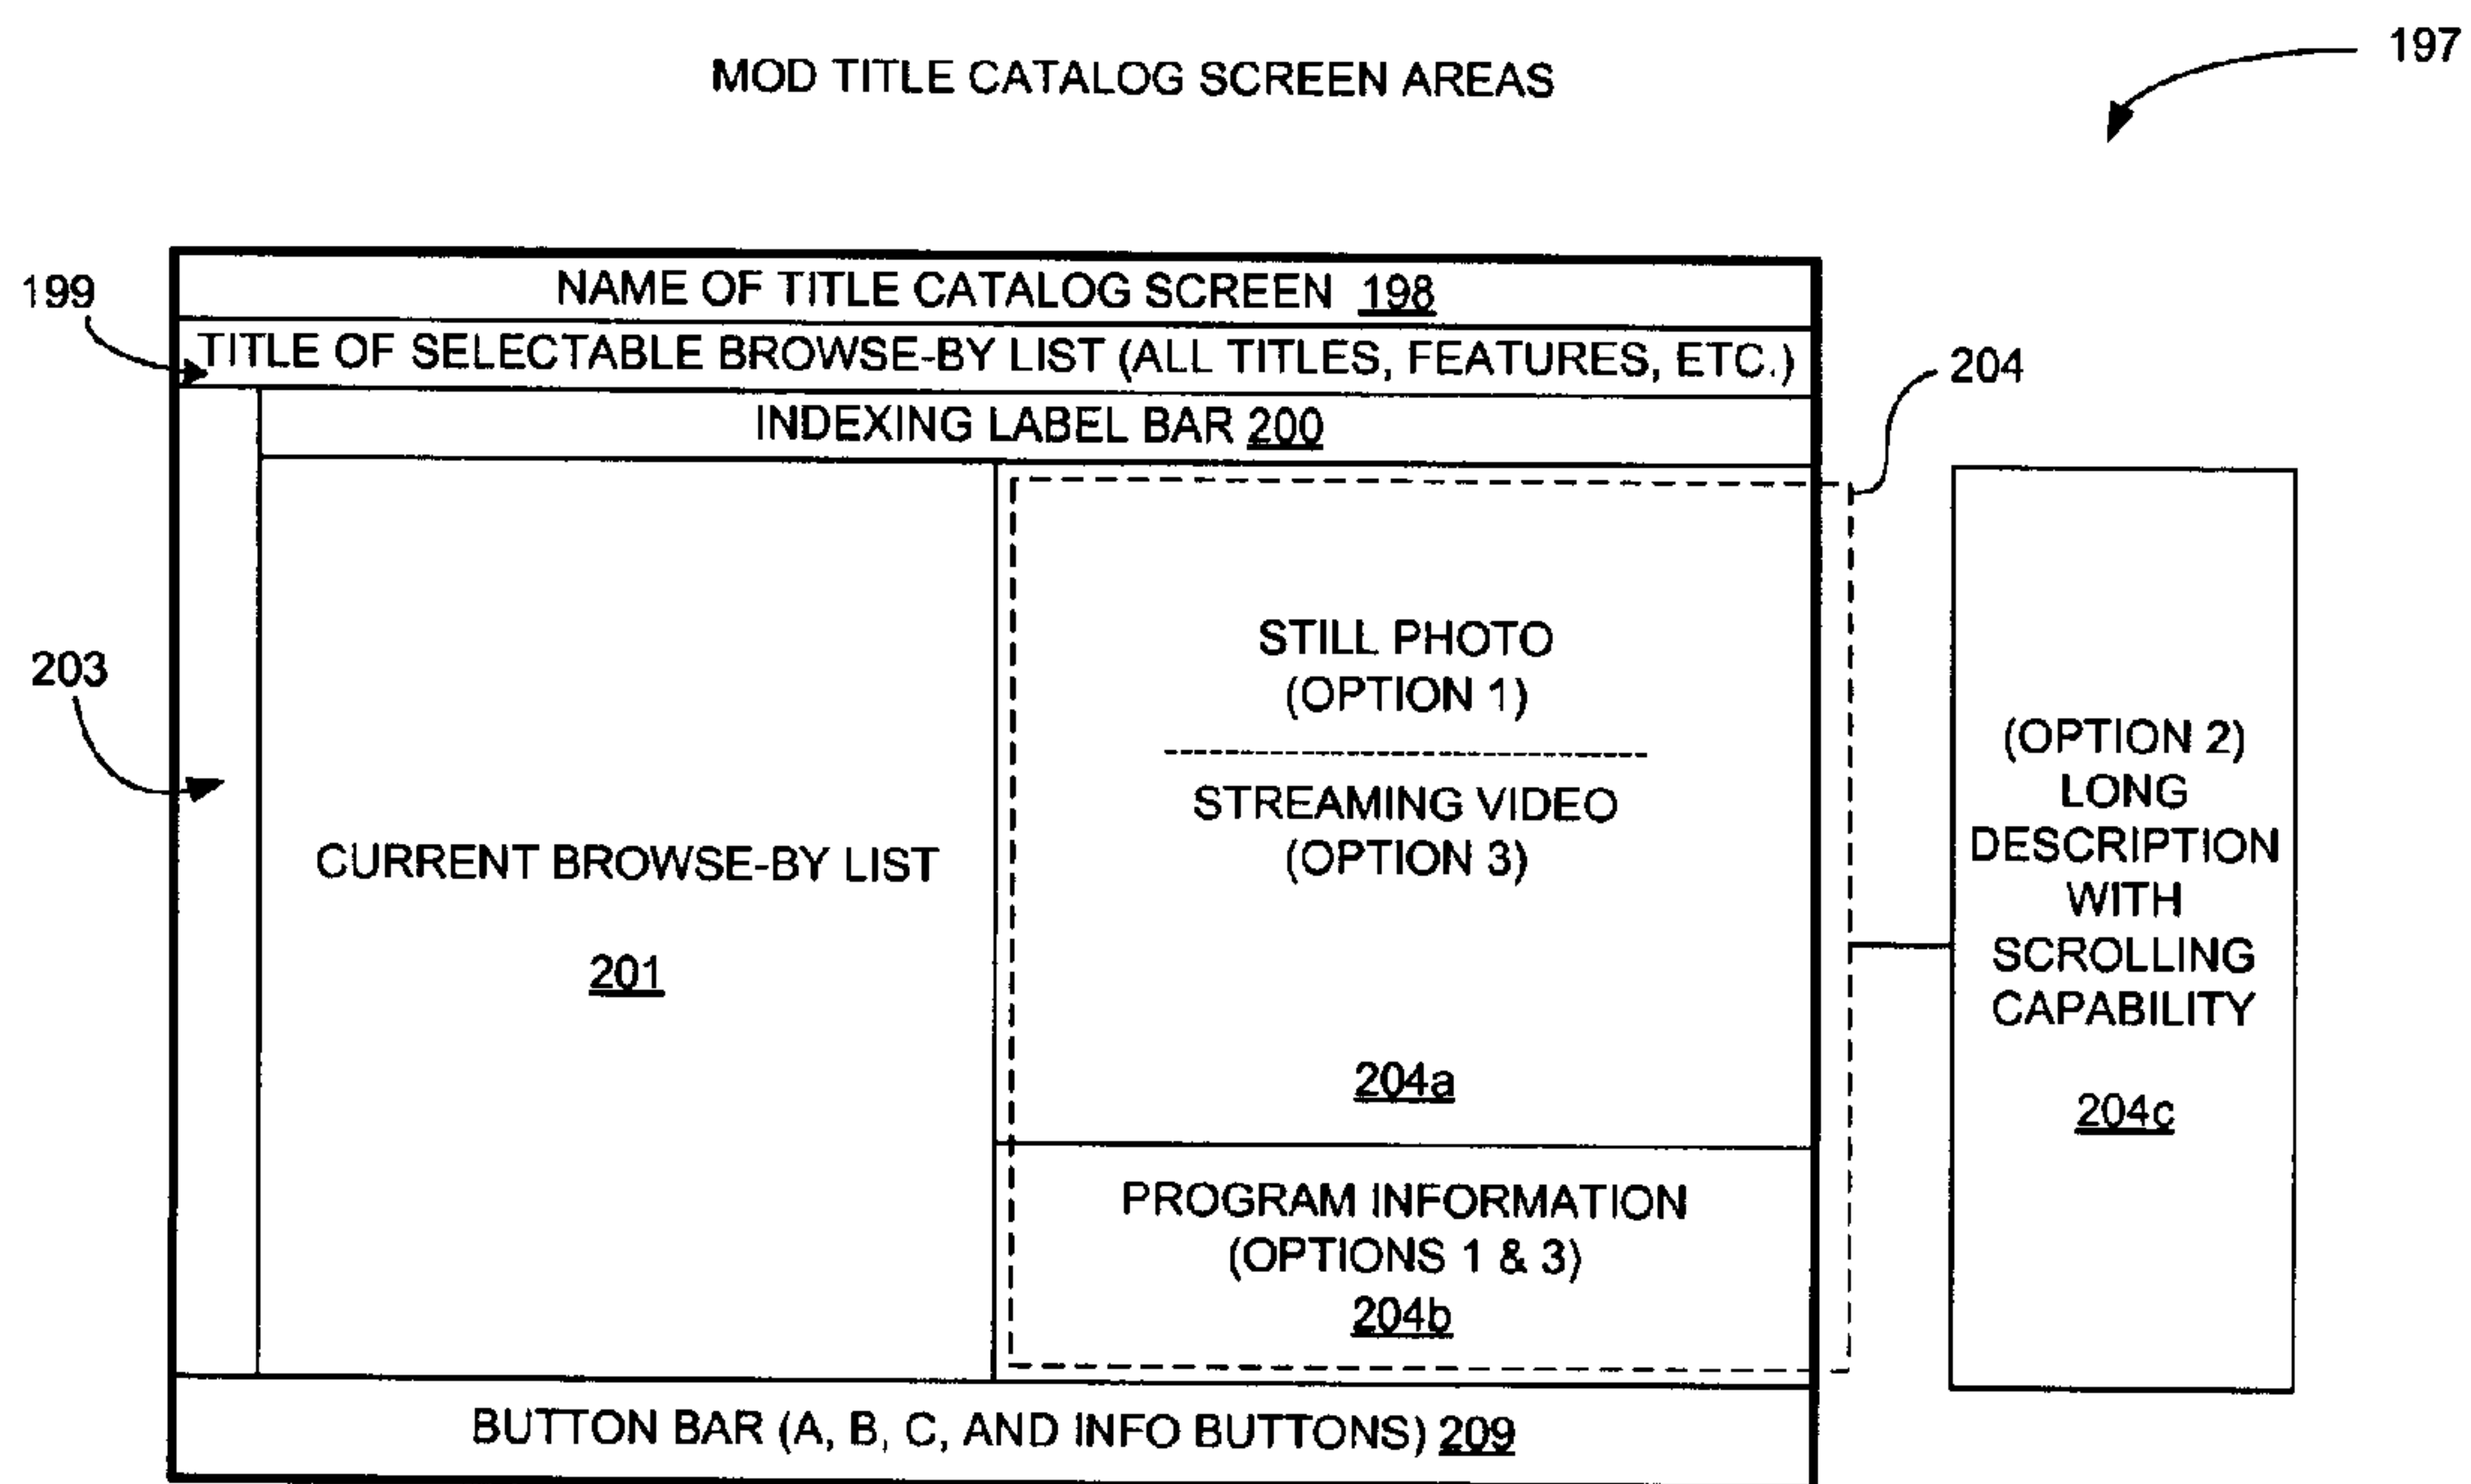 MOD TITLE CATALOG SCREEN AREAS
197
NAME OF TITLE CATALOG SCREEN 198
199
TITLE OF SELECTABLE BROWSE-BY LIST (ALL TITLES, FEATURES, ETC.)
204
INDEXING LABEL BAR 200
203
CURRENT BROWSE-BY LIST
201
STILL PHOTO
(OPTION 1)
STREAMING VIDEO
(OPTION 3)
204a
PROGRAM INFORMATION
(OPTIONS 1 & 3)
204b
(OPTION 2)
LONG
DESCRIPTION
WITH
SCROLLING
CAPABILITY
204c
BUTTON BAR (A, B, C, AND INFO BUTTONS) 209